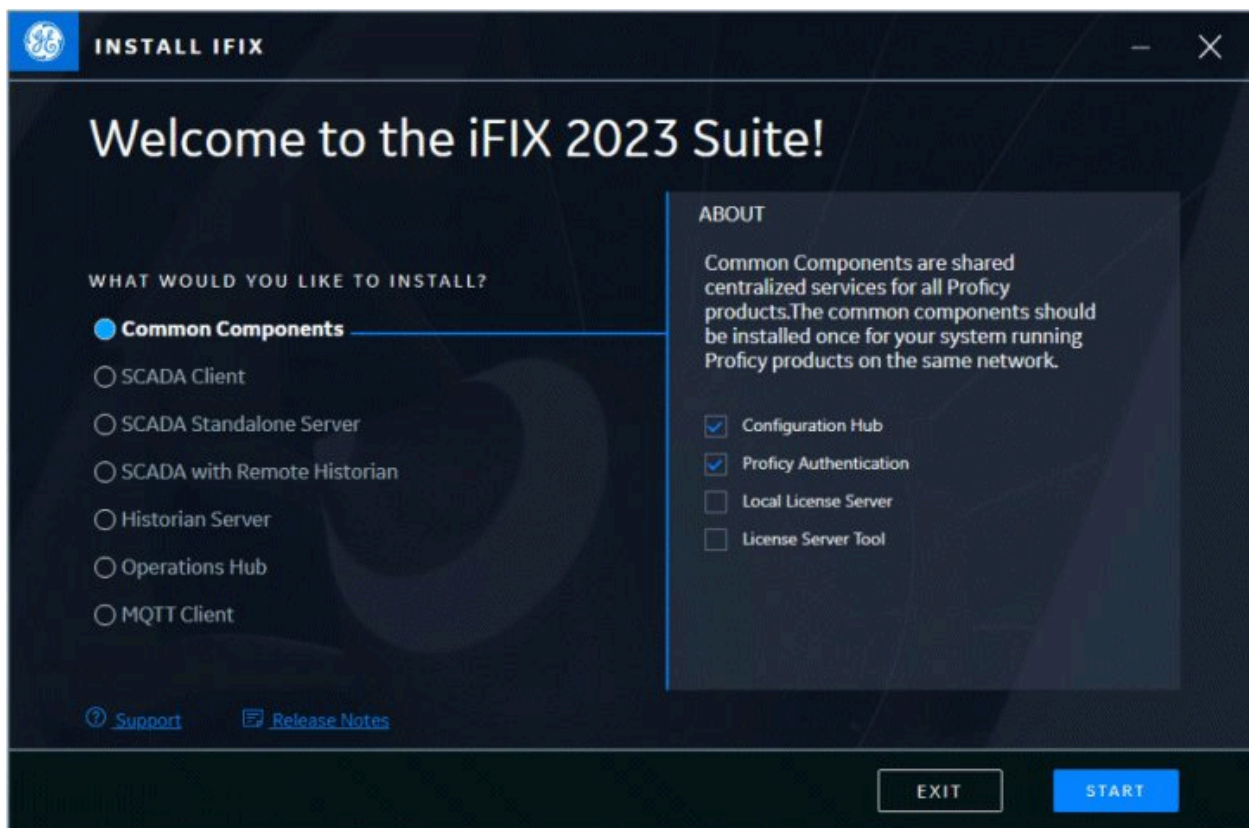 INSTALL IFIX
Welcome to the iFIX 2023 Suite!
WHAT WOULD YOU LIKE TO INSTALL?
Common Components
SCADA Client
SCADA Standalone Server
SCADA with Remote Historian
Historian Server
Operations Hub
MQTT Client
Support
Release Notes
ABOUT
Common Components are shared
centralized services for all Proficy
products.The common components should
be installed once for your system running
Proficy products on the same network.
Configuration Hub
Proficy Authentication
Local License Server
License Server Tool
EXIT
START